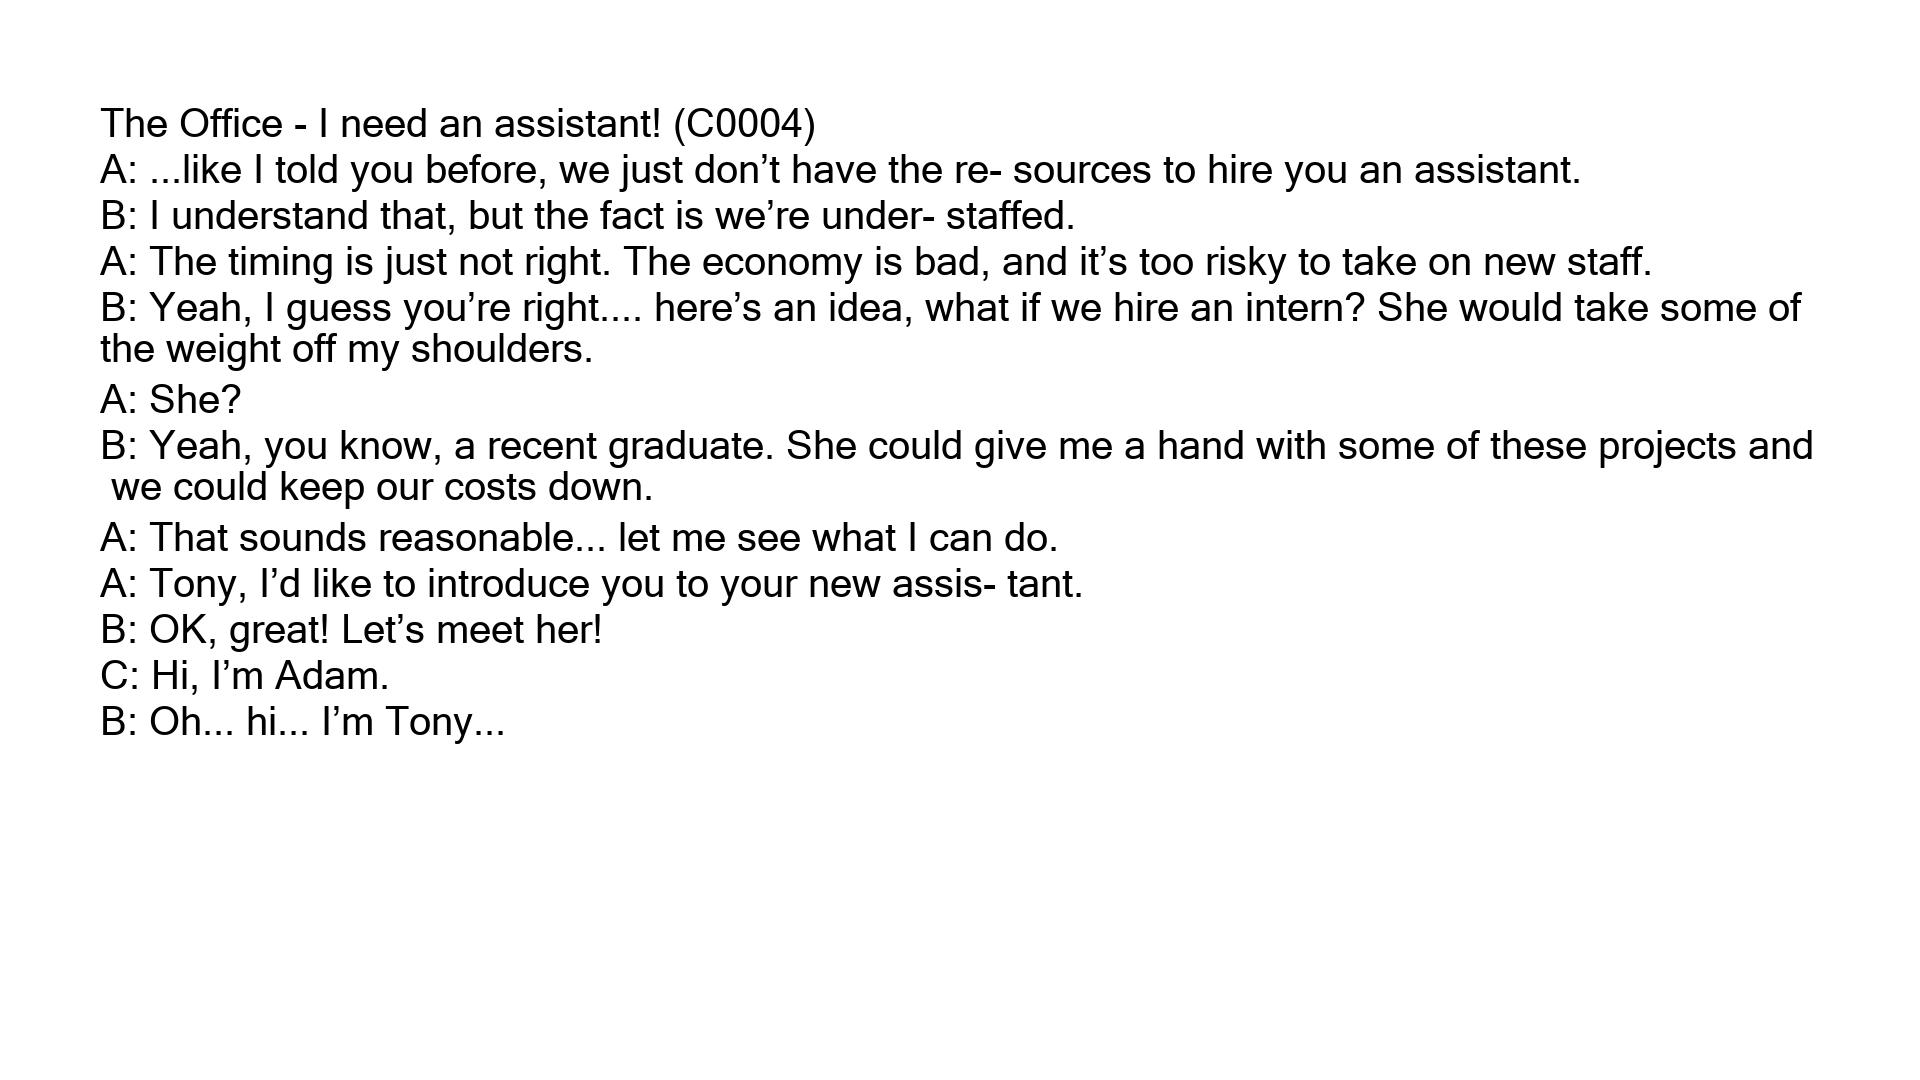 The Office - I need an assistant! (C0004)
A: ...like I told you before, we just don’t have the re- sources to hire you an assistant.
B: I understand that, but the fact is we’re under- staffed.
A: The timing is just not right. The economy is bad, and it’s too risky to take on new staff.
B: Yeah, I guess you’re right.... here’s an idea, what if we hire an intern? She would take some of
the weight off my shoulders.
A: She?
B: Yeah, you know, a recent graduate. She could give me a hand with some of these projects and
we could keep our costs down.
A: That sounds reasonable... let me see what I can do.
A: Tony, I’d like to introduce you to your new assis- tant.
B: OK, great! Let’s meet her!
C: Hi, I’m Adam.
B: Oh... hi... I’m Tony...